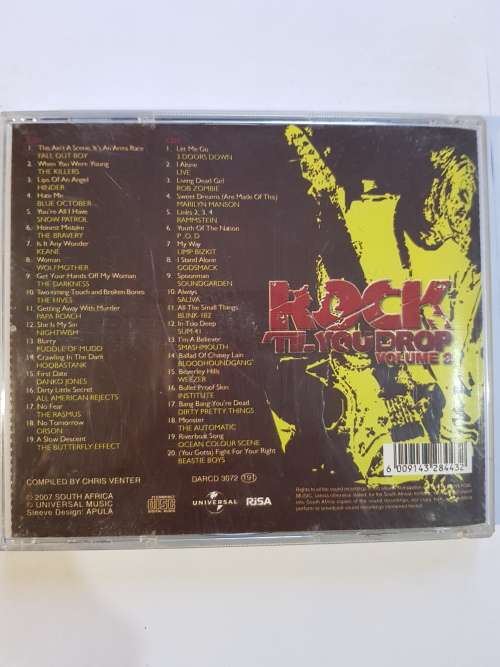 1. This Ain't A Scene, It's An Arms Race
FALL OUT BOY
2. When You Were Young
THE KILLERS
3. Lips Of An Angel
HINDER
4. Hate Me
BLUE OCTOBER
5. You're All I Have
SNOW PATROL
6. Honest Mistake
THE BRAVERY
7. Is It Any Wonder
KEANE
8. Woman
WOLFMOTHER
9. Get Your Hands Off My Woman
THE DARKNESS
10. Two-timing Touch and Broken Bones
THE HIVES
11. Getting Away With Murder
PAPA ROACH
12. She Is My Sin
NIGHTWISH
13. Blurry
PUDDLE OF MUDD
14. Crawling In The Dark
HOOBASTANK
15. First Date
DANKO JONES
16. Dirty Little Secret
ALL AMERICAN REJECTS
17. No Fear
THE RASMUS
18. No Tomorrow
ORSON
19. A Slow Descent
THE BUTTERFLY EFFECT
1. Let Me Go
3 DOORS DOWN
2. I Alone
LIVE
3. Living Dead Girl
ROB ZOMBIE
4. Sweet Dreams (Are Made Of This)
MARILYN MANSON
5. Links 2, 3, 4
RAMMSTEIN
6. Youth Of The Nation
P.O.D
7. My Way
LIMP BIZKIT
8. I Stand Alone
GODSMACK
9. Spoonman
SOUNDGARDEN
10. Always
SALIVA
11. All The Small Things
BLINK-182
12. In Too Deep
SUM 41
13. I'm A Believer
SMASHMOUTH
14. Ballad Of Chasey Lain
BLOODHOUNDGANG
15. Beverley Hills
WEEZER
16. Bullet Proof Skin
INSTITUTE
17. Bang Bang You're Dead
DIRTY PRETTY THINGS
18. Monster
THE AUTOMATIC
19. Riverboat Song
OCEAN COLOUR SCENE
20. (You Gotta) Fight For Your Right
BEASTIE BOYS
ROCK
'TIL YOU DROP
VOLUME 2
6 009143 284432
COMPILED BY CHRIS VENTER
DARCD 3072 (19)
℗ 2007 SOUTH AFRICA
© UNIVERSAL MUSIC
Sleeve Design: APULA
COMPACT
disc
DIGITAL AUDIO
UNIVERSAL
RiSA